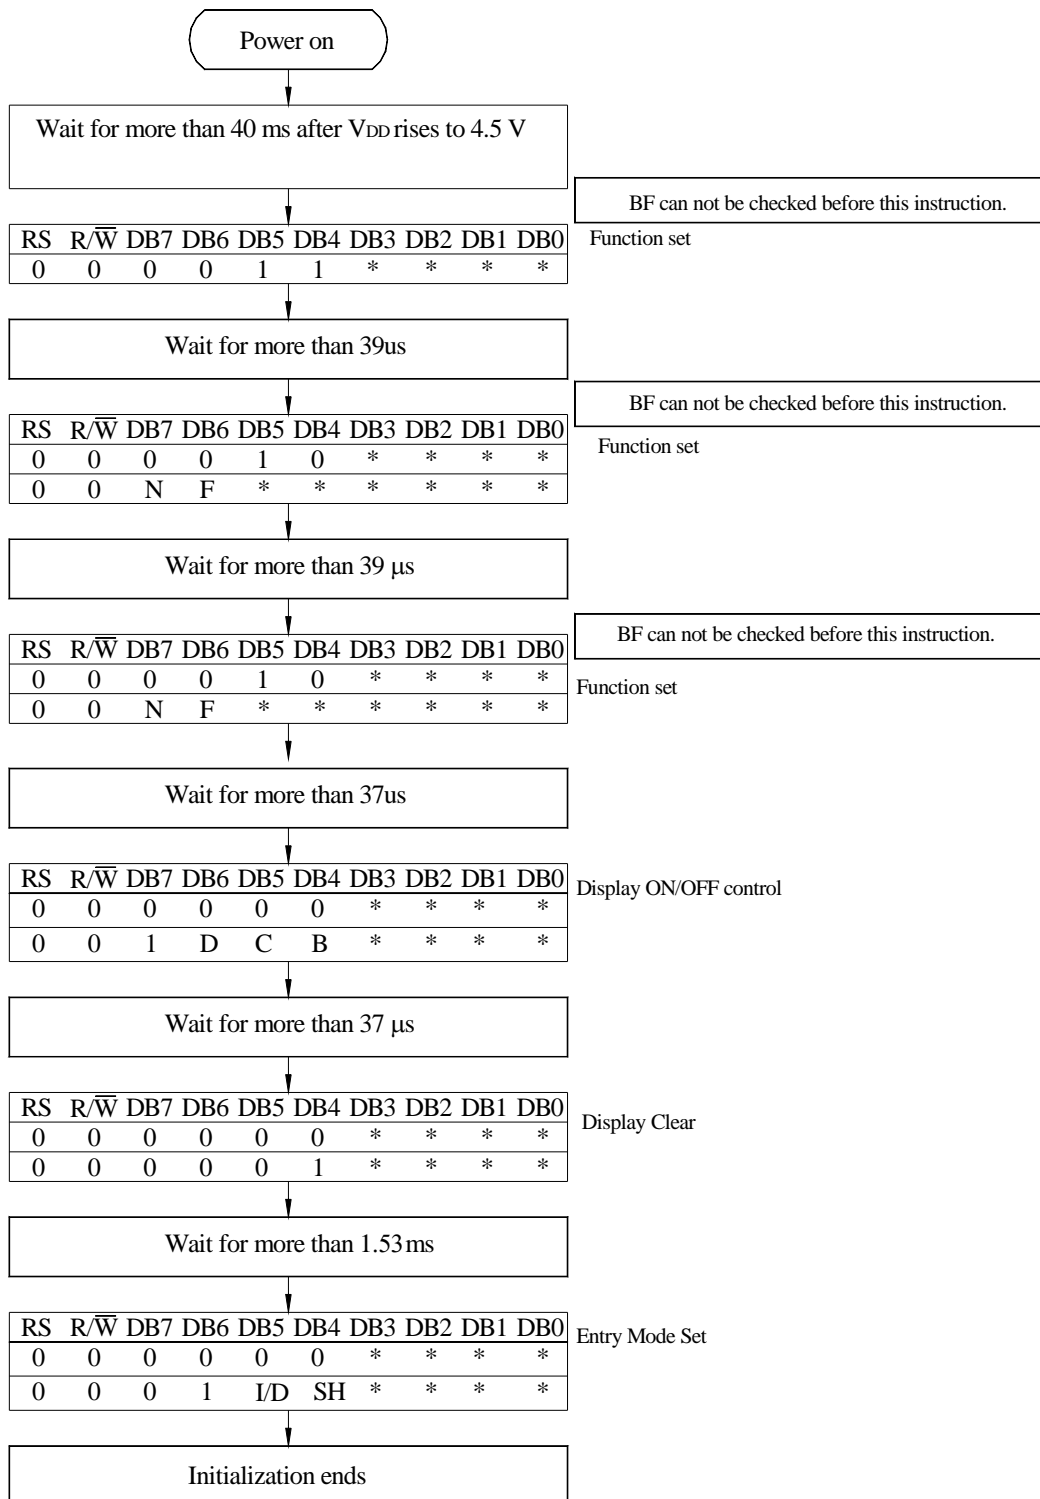 Power on
Wait for more than 40 ms after VDD rises to 4.5 V
BF can not be checked before this instruction.
RS R/W̅ DB7 DB6 DB5 DB4 DB3 DB2 DB1 DB0
Function set
0 0 0 0 1 1 * * * *
Wait for more than 39us
BF can not be checked before this instruction.
RS R/W̅ DB7 DB6 DB5 DB4 DB3 DB2 DB1 DB0
Function set
0 0 0 0 1 0 * * * *
0 0 N F * * * * * *
Wait for more than 39 μs
BF can not be checked before this instruction.
RS R/W̅ DB7 DB6 DB5 DB4 DB3 DB2 DB1 DB0
0 0 0 0 1 0 * * * *
Function set
0 0 N F * * * * * *
Wait for more than 37us
RS R/W̅ DB7 DB6 DB5 DB4 DB3 DB2 DB1 DB0
Display ON/OFF control
0 0 0 0 0 0 * * * *
0 0 1 D C B * * * *
Wait for more than 37 μs
RS R/W̅ DB7 DB6 DB5 DB4 DB3 DB2 DB1 DB0
Display Clear
0 0 0 0 0 0 * * * *
0 0 0 0 0 1 * * * *
Wait for more than 1.53ms
RS R/W̅ DB7 DB6 DB5 DB4 DB3 DB2 DB1 DB0
Entry Mode Set
0 0 0 0 0 0 * * * *
0 0 0 1 I/D SH * * * *
Initialization ends